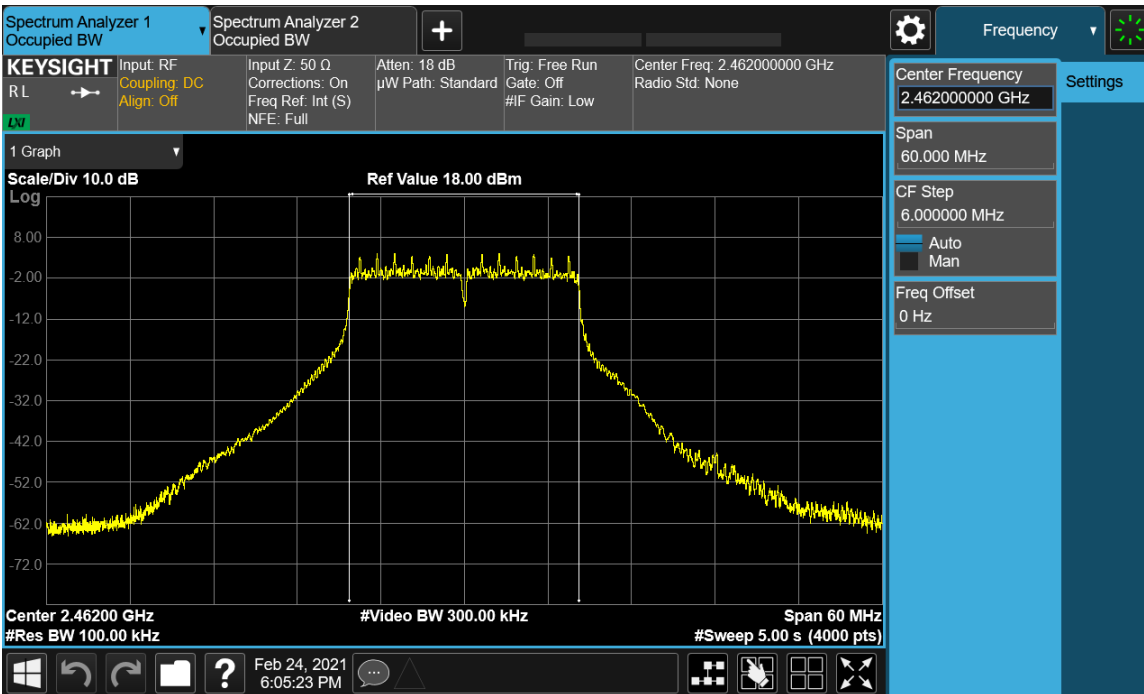 Spectrum Analyzer 1
Occupied BW
Spectrum Analyzer 2
Occupied BW
+
Frequency
KEYSIGHT
RL
LXI
Input: RF
Coupling: DC
Align: Off
Input Z: 50 Ω
Corrections: On
Freq Ref: Int (S)
NFE: Full
Atten: 18 dB
µW Path: Standard
Trig: Free Run
Gate: Off
#IF Gain: Low
Center Freq: 2.462000000 GHz
Radio Std: None
Center Frequency
2.462000000 GHz
Settings
Span
60.000 MHz
CF Step
6.000000 MHz
Auto
Man
Freq Offset
0 Hz
1 Graph
Scale/Div 10.0 dB
Ref Value 18.00 dBm
Log
8.00
-2.00
-12.0
-22.0
-32.0
-42.0
-52.0
-62.0
-72.0
Center 2.46200 GHz
#Video BW 300.00 kHz
Span 60 MHz
#Res BW 100.00 kHz
#Sweep 5.00 s (4000 pts)
?
Feb 24, 2021
6:05:23 PM